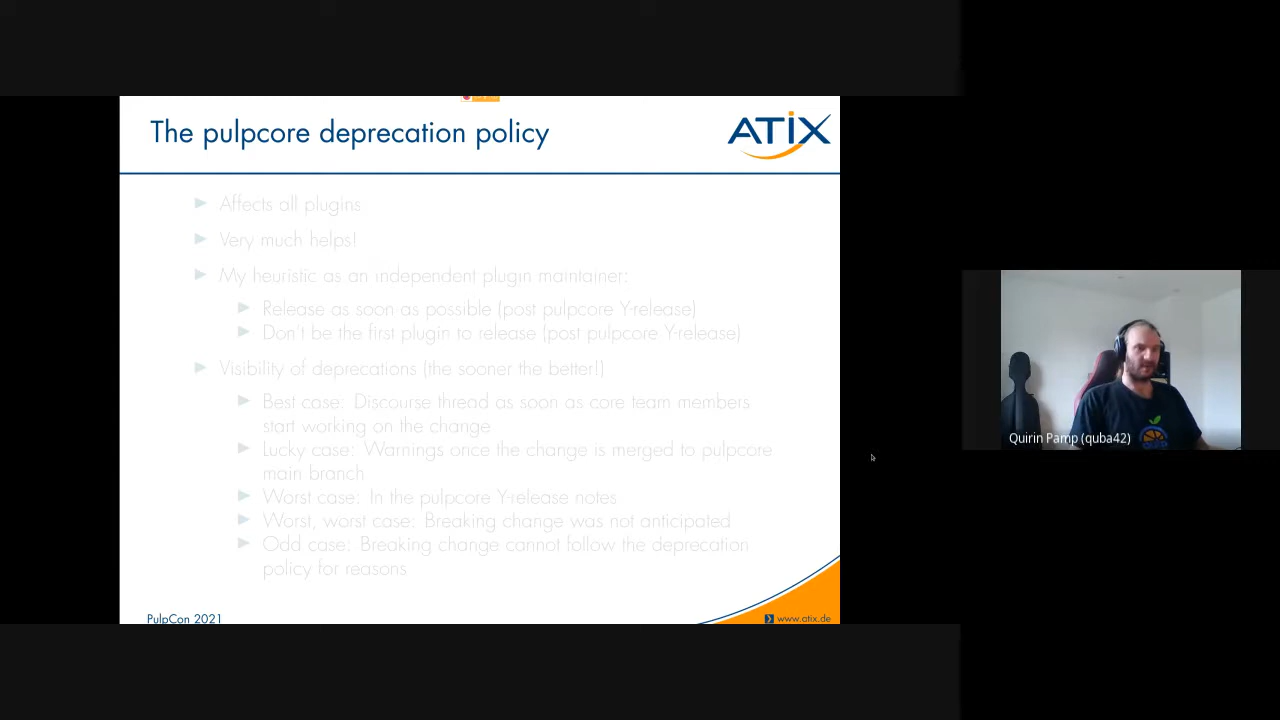 The pulpcore deprecation policy
ATIX
Affects all plugins
Very much helps!
My heuristic as an independent plugin maintainer:
Release as soon as possible (post pulpcore Y-release)
Don't be the first plugin to release (post pulpcore Y-release)
Visibility of deprecations (the sooner the better!)
Best case: Discourse thread as soon as core team members
start working on the change
Lucky case: Warnings once the change is merged to pulpcore
main branch
Worst case: In the pulpcore Y-release notes
Worst, worst case: Breaking change was not anticipated
Odd case: Breaking change cannot follow the deprecation
policy for reasons
Quirin Pamp (quba42)
PulpCon 2021
www.atix.de